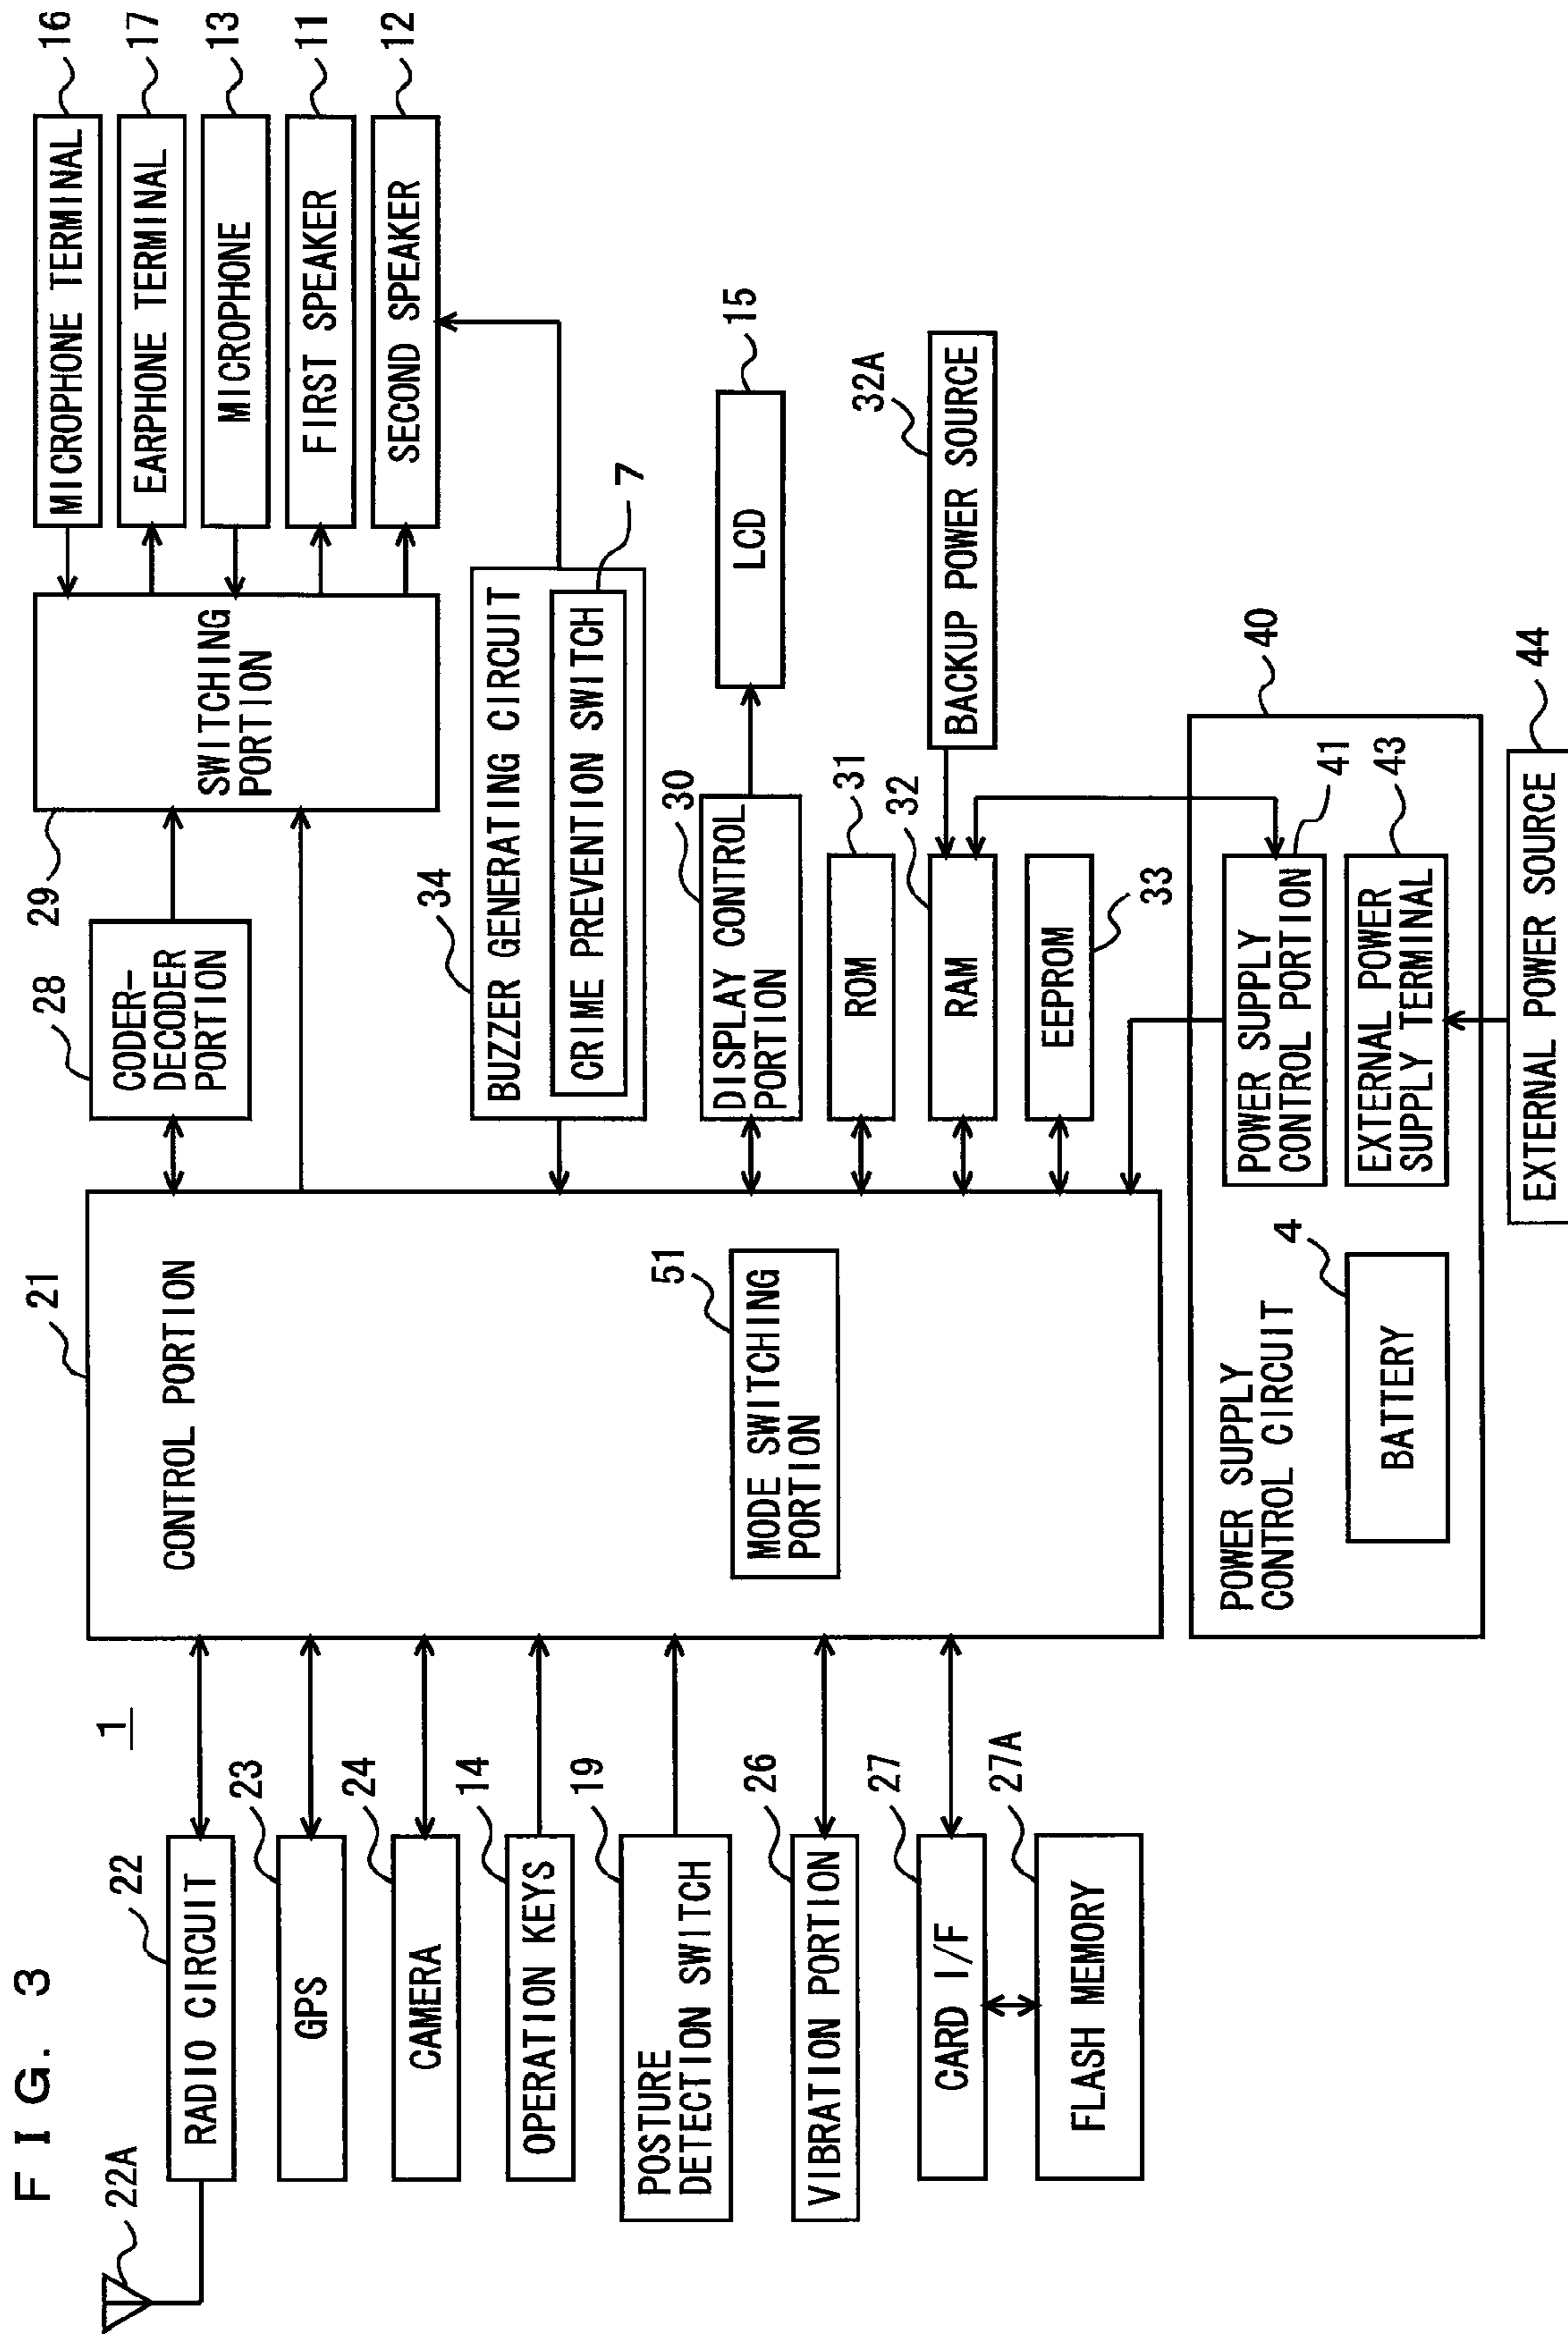 FIG. 3
1
22A
22
RADIO CIRCUIT
23
GPS
24
CAMERA
14
OPERATION KEYS
19
POSTURE
DETECTION SWITCH
26
VIBRATION PORTION
27
CARD I/F
27A
FLASH MEMORY
21
CONTROL PORTION
51
MODE SWITCHING
PORTION
28
CODER-
DECODER
PORTION
29
SWITCHING
PORTION
MICROPHONE TERMINAL
16
EARPHONE TERMINAL
17
MICROPHONE
13
FIRST SPEAKER
11
SECOND SPEAKER
12
34
BUZZER GENERATING CIRCUIT
CRIME PREVENTION SWITCH
7
30
DISPLAY CONTROL
PORTION
LCD
15
31
ROM
32
RAM
32A
BACKUP POWER SOURCE
33
EEPROM
40
POWER SUPPLY
CONTROL CIRCUIT
4
BATTERY
41
POWER SUPPLY
CONTROL PORTION
43
EXTERNAL POWER
SUPPLY TERMINAL
44
EXTERNAL POWER SOURCE